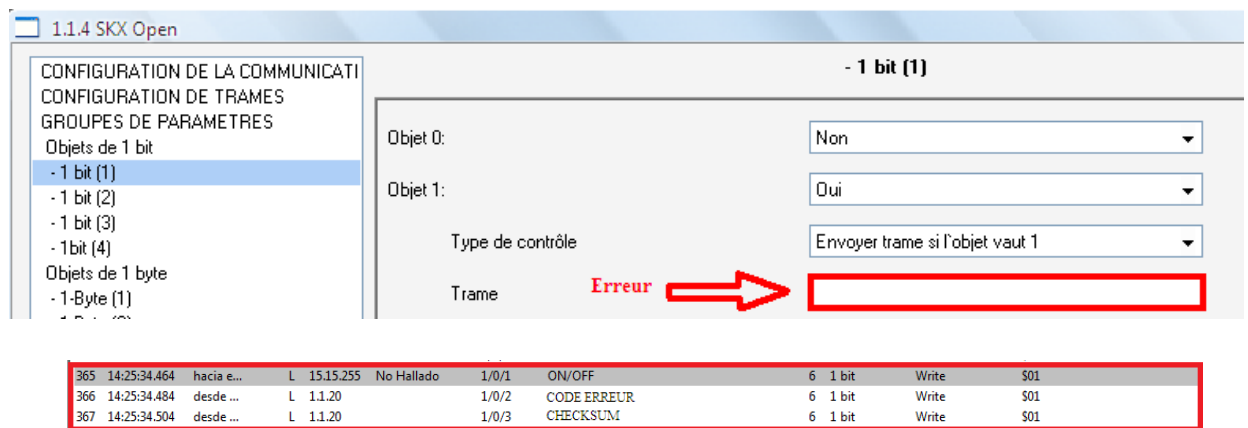 1.1.4 SKX Open
CONFIGURATION DE LA COMMUNICATI
CONFIGURATION DE TRAMES
GROUPES DE PARAMETRES
Objets de 1 bit
- 1 bit (1)
- 1 bit (2)
- 1 bit (3)
- 1bit (4)
Objets de 1 byte
- 1-Byte (1)
- 1 bit (1)
Objet 0: Non
Objet 1: Oui
Type de contrôle Envoyer trame si l`objet vaut 1
Trame Erreur
365 14:25:34.464 hacia e... L 15.15.255 No Hallado 1/0/1 ON/OFF 6 1 bit Write $01
366 14:25:34.484 desde ... L 1.1.20 1/0/2 CODE ERREUR 6 1 bit Write $01
367 14:25:34.504 desde ... L 1.1.20 1/0/3 CHECKSUM 6 1 bit Write $01